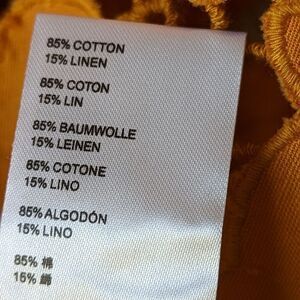 85% COTTON
15% LINEN
85% COTON
15% LIN
85% BAUMWOLLE
15% LEINEN
85% COTONE
15% LINO
85% ALGODÓN
15% LINO
85% 棉
15%